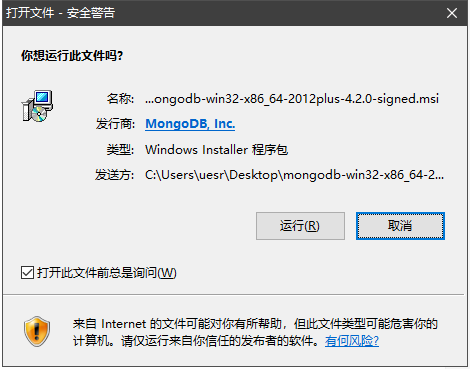 打开文件 - 安全警告
你想运行此文件吗?
名称: ...ongodb-win32-x86_64-2012plus-4.2.0-signed.msi
发行商: MongoDB, Inc.
类型: Windows Installer 程序包
发送方: C:\Users\uesr\Desktop\mongodb-win32-x86_64-2...
运行(R) 取消
打开此文件前总是询问(W)
来自 Internet 的文件可能对你有所帮助，但此文件类型可能危害你的
计算机。请仅运行来自你信任的发布者的软件。有何风险?